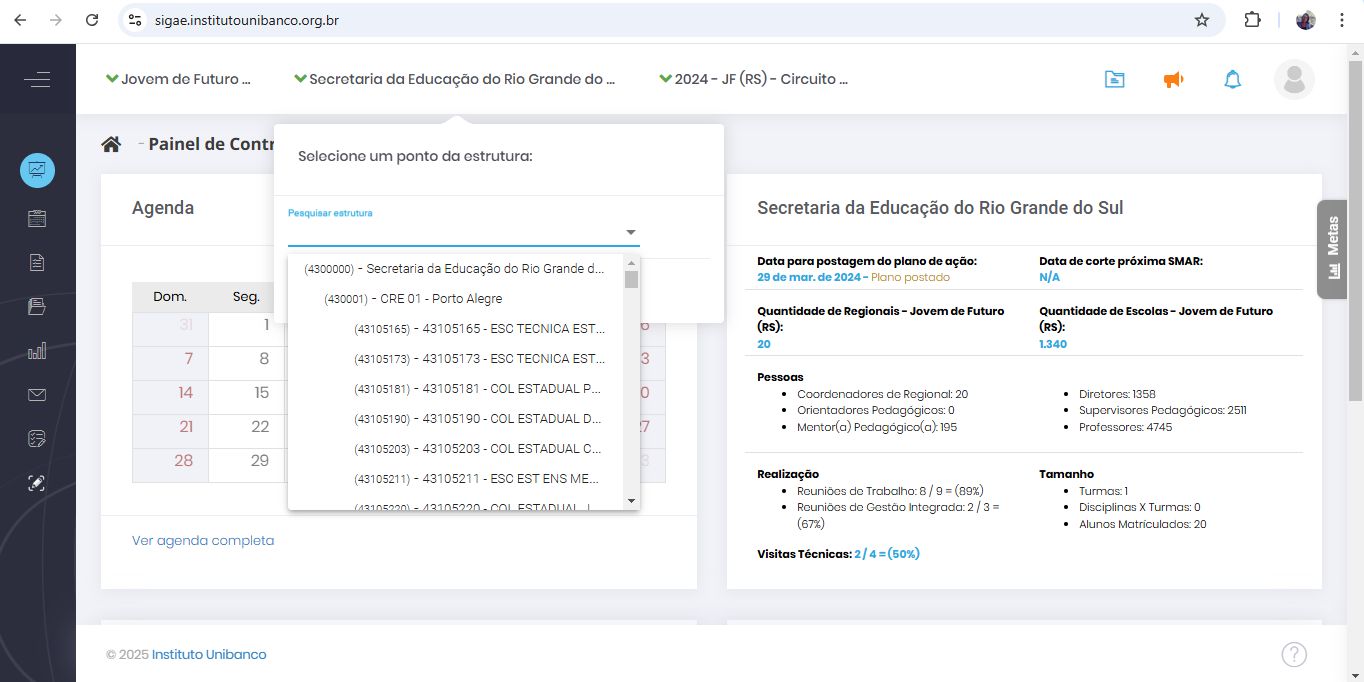 sigae.institutounibanco.org.br
Jovem de Futuro ...
Secretaria da Educação do Rio Grande do ...
2024 - JF (RS) - Circuito ...
- Painel de Contr
Selecione um ponto da estrutura:
Pesquisar estrutura
(4300000) - Secretaria da Educação do Rio Grande d...
(430001) - CRE 01 - Porto Alegre
(43105165) - 43105165 - ESC TECNICA EST...
(43105173) - 43105173 - ESC TECNICA EST...
(43105181) - 43105181 - COL ESTADUAL P...
(43105190) - 43105190 - COL ESTADUAL D...
(43105203) - 43105203 - COL ESTADUAL C...
(43105211) - 43105211 - ESC EST ENS ME...
(43105220) - 43105220 - COL ESTADUAL
Agenda
Dom. Seg.
31 1
7 8
14 15
21 22
28 29
Ver agenda completa
Secretaria da Educação do Rio Grande do Sul
Data para postagem do plano de ação:
29 de mar. de 2024 - Plano postado
Data de corte próxima SMAR:
N/A
Quantidade de Regionais - Jovem de Futuro
(RS):
20
Quantidade de Escolas - Jovem de Futuro
(RS):
1.340
Pessoas
Coordenadores de Regional: 20
Orientadores Pedagógicos: 0
Mentor(a) Pedagógico(a): 195
Diretores: 1358
Supervisores Pedagógicos: 2511
Professores: 4745
Realização
Reuniões de Trabalho: 8 / 9 = (89%)
Reuniões de Gestão Integrada: 2 / 3 =
(67%)
Visitas Técnicas: 2 / 4 = (50%)
Tamanho
Turmas: 1
Disciplinas X Turmas: 0
Alunos Matrículados: 20
Metas
© 2025 Instituto Unibanco
?